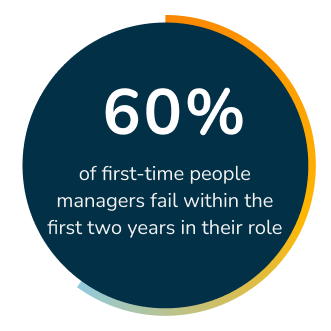 60%
of first-time people
managers fail within the
first two years in their role